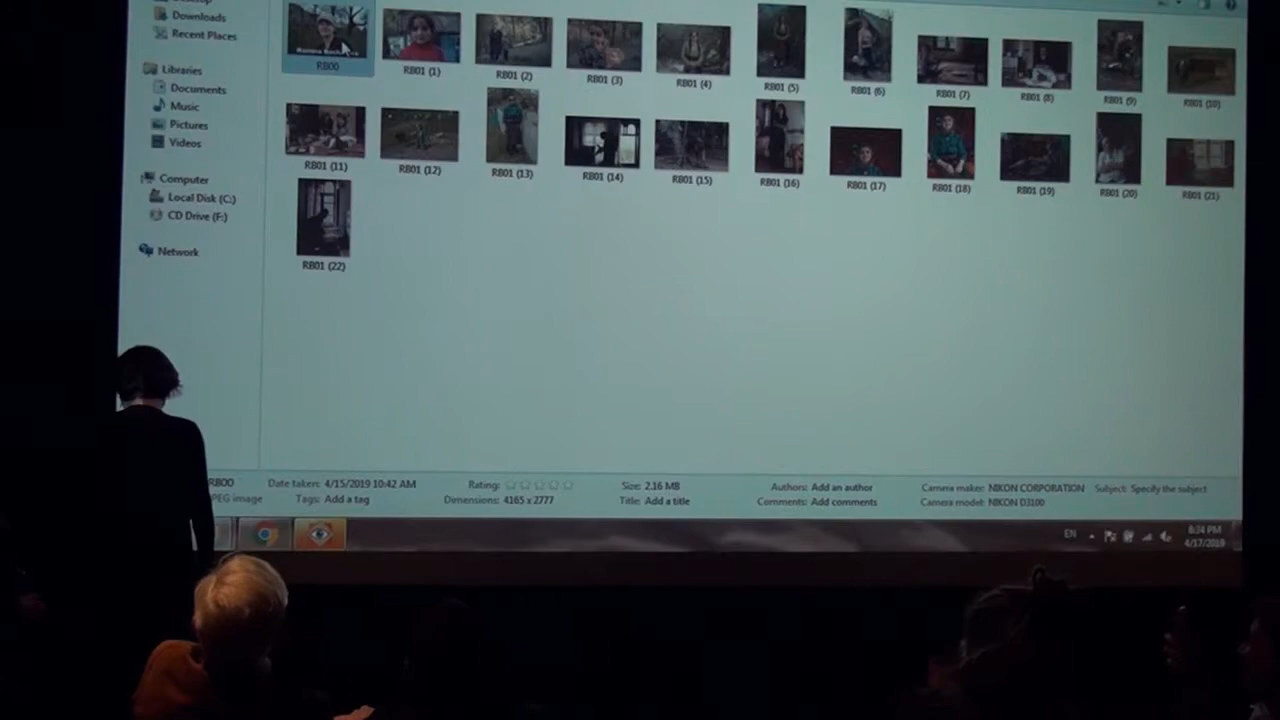 Downloads
Recent Places
Libraries
Documents
Music
Pictures
Videos
Computer
Local Disk (C:)
CD Drive (F:)
Network
RB00
RB01 (1)
RB01 (2)
RB01 (3)
RB01 (4)
RB01 (5)
RB01 (6)
RB01 (7)
RB01 (8)
RB01 (9)
RB01 (10)
RB01 (11)
RB01 (12)
RB01 (13)
RB01 (14)
RB01 (15)
RB01 (16)
RB01 (17)
RB01 (18)
RB01 (19)
RB01 (20)
RB01 (21)
RB01 (22)
RB00 Date taken: 4/15/2019 10:42 AM Rating: Size: 2.16 MB Authors: Add an author Camera maker: NIKON CORPORATION Subject: Specify the subject
PEG image Tags: Add a tag Dimensions: 4165 x 2777 Title: Add a title Comments: Add comments Camera model: NIKON D3100
EN 8:34 PM
4/17/2019